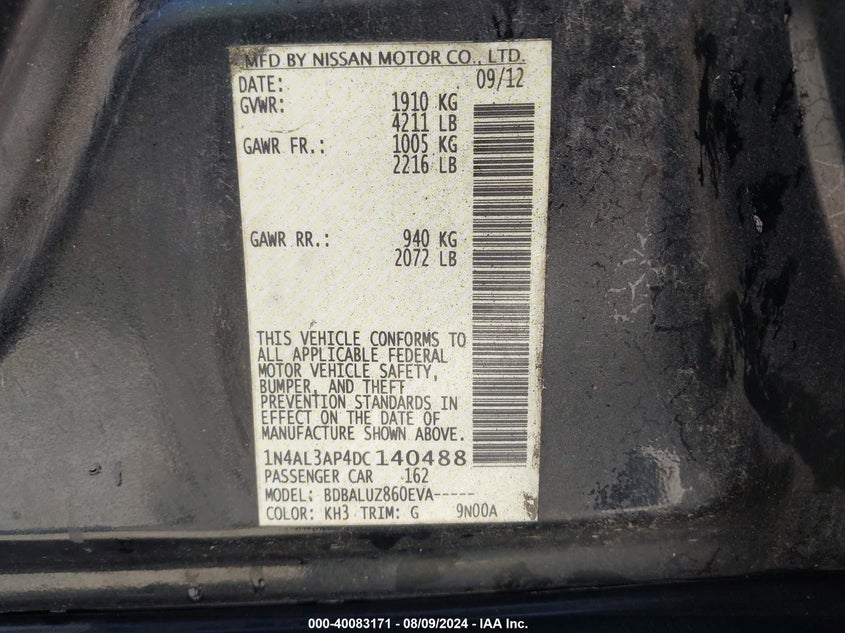 MFD BY NISSAN MOTOR CO., LTD.
DATE: 09/12
GVWR: 1910 KG
4211 LB
GAWR FR.: 1005 KG
2216 LB
GAWR RR.: 940 KG
2072 LB
THIS VEHICLE CONFORMS TO
ALL APPLICABLE FEDERAL
MOTOR VEHICLE SAFETY,
BUMPER, AND THEFT
PREVENTION STANDARDS IN
EFFECT ON THE DATE OF
MANUFACTURE SHOWN ABOVE.
1N4AL3AP4DC140488
PASSENGER CAR 162
MODEL: BDBALUZ860EVA-----
COLOR: KH3 TRIM: G 9N00A
000-40083171 - 08/09/2024 - IAA Inc.